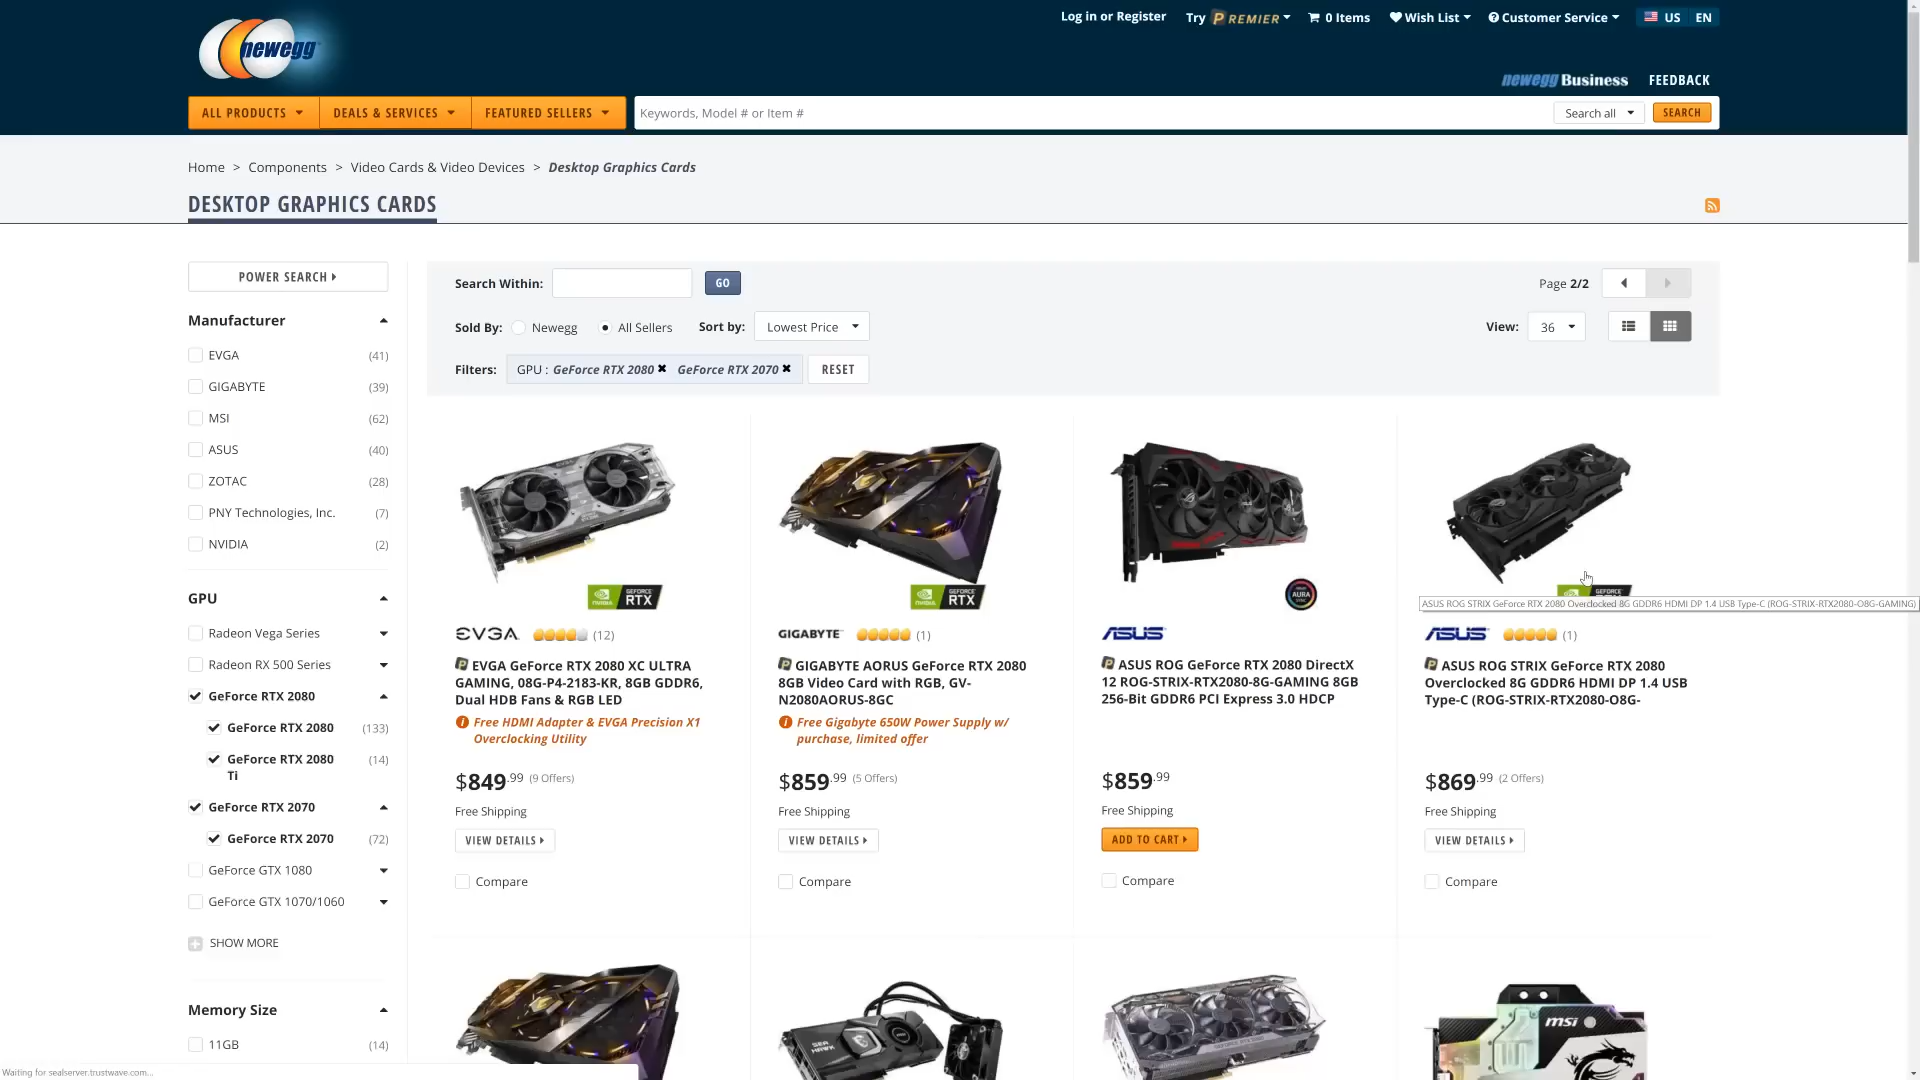 Log in or Register Try PREMIER 0 Items Wish List Customer Service US EN
newegg
newegg Business FEEDBACK
ALL PRODUCTS DEALS & SERVICES FEATURED SELLERS Keywords, Model # or Item # Search all SEARCH
Home > Components > Video Cards & Video Devices > Desktop Graphics Cards
DESKTOP GRAPHICS CARDS
POWER SEARCH
Manufacturer
EVGA (41)
GIGABYTE (39)
MSI (62)
ASUS (40)
ZOTAC (28)
PNY Technologies, Inc. (7)
NVIDIA (2)
GPU
Radeon Vega Series
Radeon RX 500 Series
GeForce RTX 2080
GeForce RTX 2080 (133)
GeForce RTX 2080 (14)
Ti
GeForce RTX 2070
GeForce RTX 2070 (72)
GeForce GTX 1080
GeForce GTX 1070/1060
SHOW MORE
Memory Size
11GB (14)
Search Within: GO Page 2/2
Sold By: Newegg All Sellers Sort by: Lowest Price View: 36
Filters: GPU : GeForce RTX 2080 ✖ GeForce RTX 2070 ✖ RESET
NVIDIA GEFORCE RTX
EVGA (12)
EVGA GeForce RTX 2080 XC ULTRA
GAMING, 08G-P4-2183-KR, 8GB GDDR6,
Dual HDB Fans & RGB LED
Free HDMI Adapter & EVGA Precision X1
Overclocking Utility
$849.99 (9 Offers)
Free Shipping
VIEW DETAILS
Compare
NVIDIA GEFORCE RTX
GIGABYTE (1)
GIGABYTE AORUS GeForce RTX 2080
8GB Video Card with RGB, GV-
N2080AORUS-8GC
Free Gigabyte 650W Power Supply w/
purchase, limited offer
$859.99 (5 Offers)
Free Shipping
VIEW DETAILS
Compare
AURA
ASUS
ASUS ROG GeForce RTX 2080 DirectX
12 ROG-STRIX-RTX2080-8G-GAMING 8GB
256-Bit GDDR6 PCI Express 3.0 HDCP
$859.99
Free Shipping
ADD TO CART
Compare
ASUS ROG STRIX GeForce RTX 2080 Overclocked 8G GDDR6 HDMI DP 1.4 USB Type-C (ROG-STRIX-RTX2080-O8G-GAMING)
ASUS (1)
ASUS ROG STRIX GeForce RTX 2080
Overclocked 8G GDDR6 HDMI DP 1.4 USB
Type-C (ROG-STRIX-RTX2080-O8G-
$869.99 (2 Offers)
Free Shipping
VIEW DETAILS
Compare
SEA HAWK
msi
Waiting for sealserver.trustwave.com...